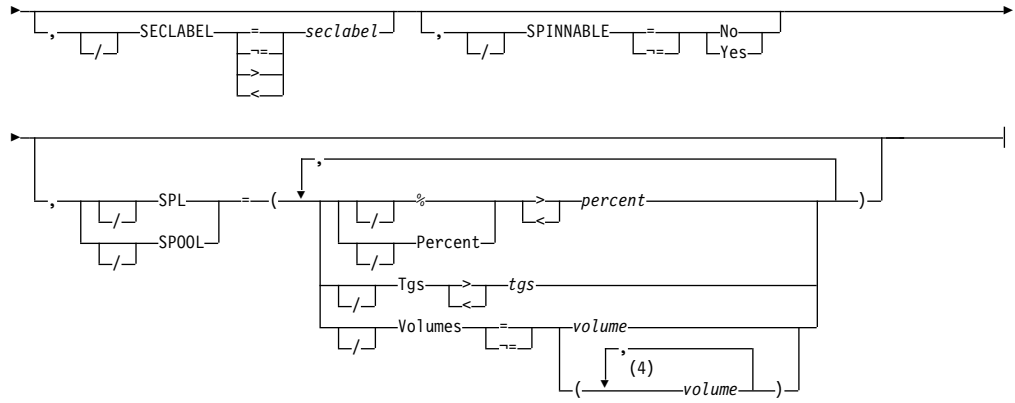 , / SECLABEL = seclabel , / SPINNABLE = No
¬= ¬= Yes
>
<
,
, / SPL = ( / % > percent )
/ SPOOL / Percent <
/ Tgs > tgs
<
/ Volumes = volume
¬= ,
(4)
( volume )